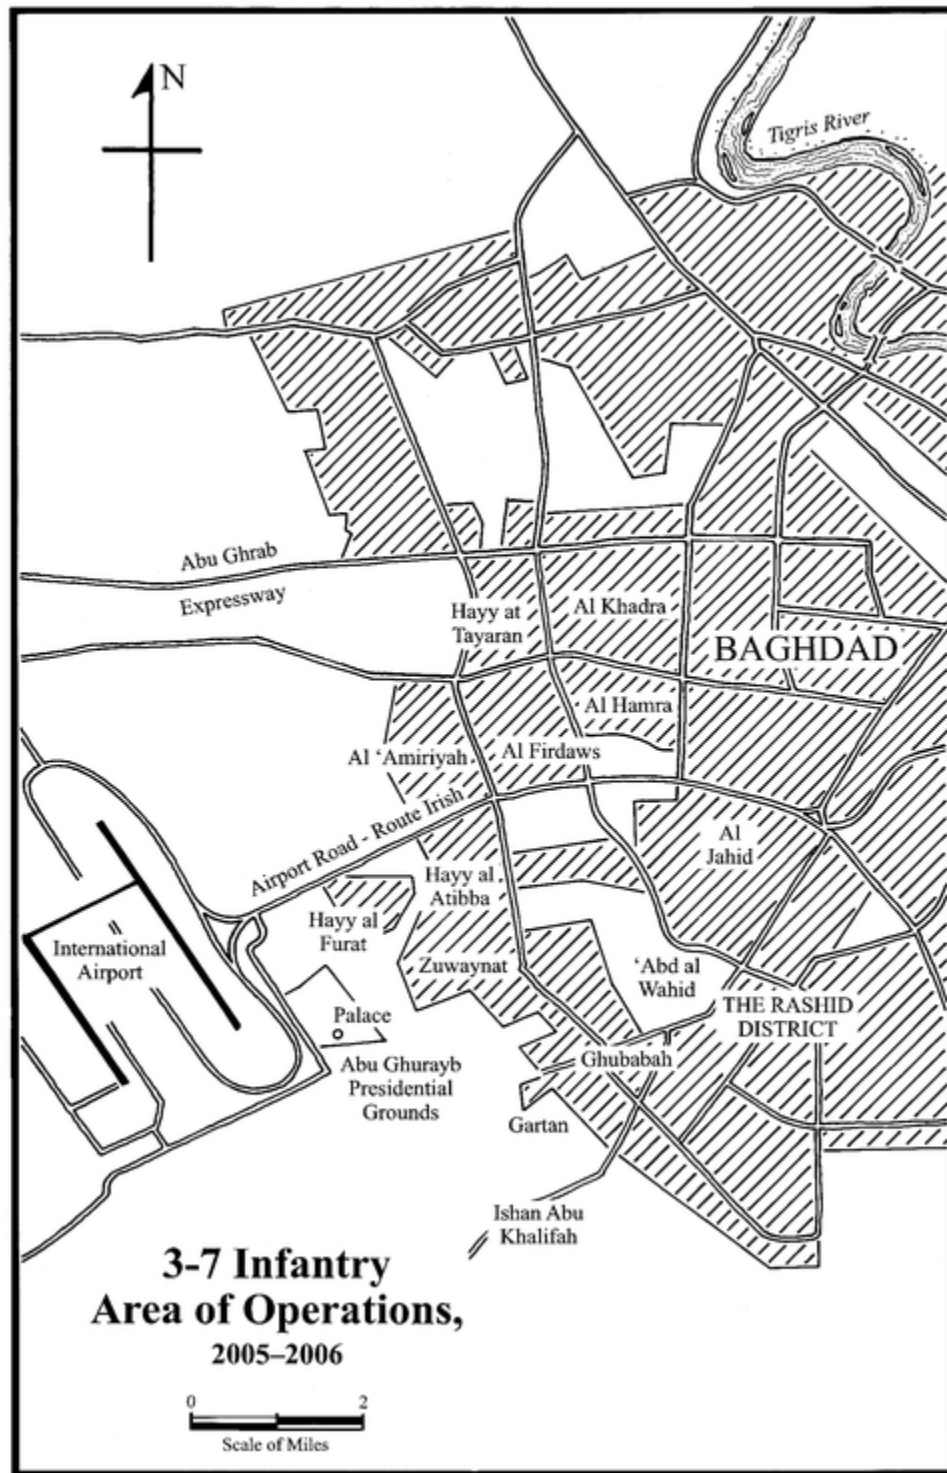 N
Tigris River
Abu Ghrab
Expressway
Hayy at
Tayaran
Al Khadra
BAGHDAD
Al Hamra
Al ‘Amiriyah
Al Firdaws
Airport Road - Route Irish
Al
Jahid
Hayy al
Atibba
Hayy al
Furat
International
Airport
Zuwaynat
‘Abd al
Wahid
THE RASHID
DISTRICT
Palace
Abu Ghurayb
Presidential
Grounds
Ghubabah
Gartan
Ishan Abu
Khalifah
3-7 Infantry
Area of Operations,
2005–2006
0 2
Scale of Miles